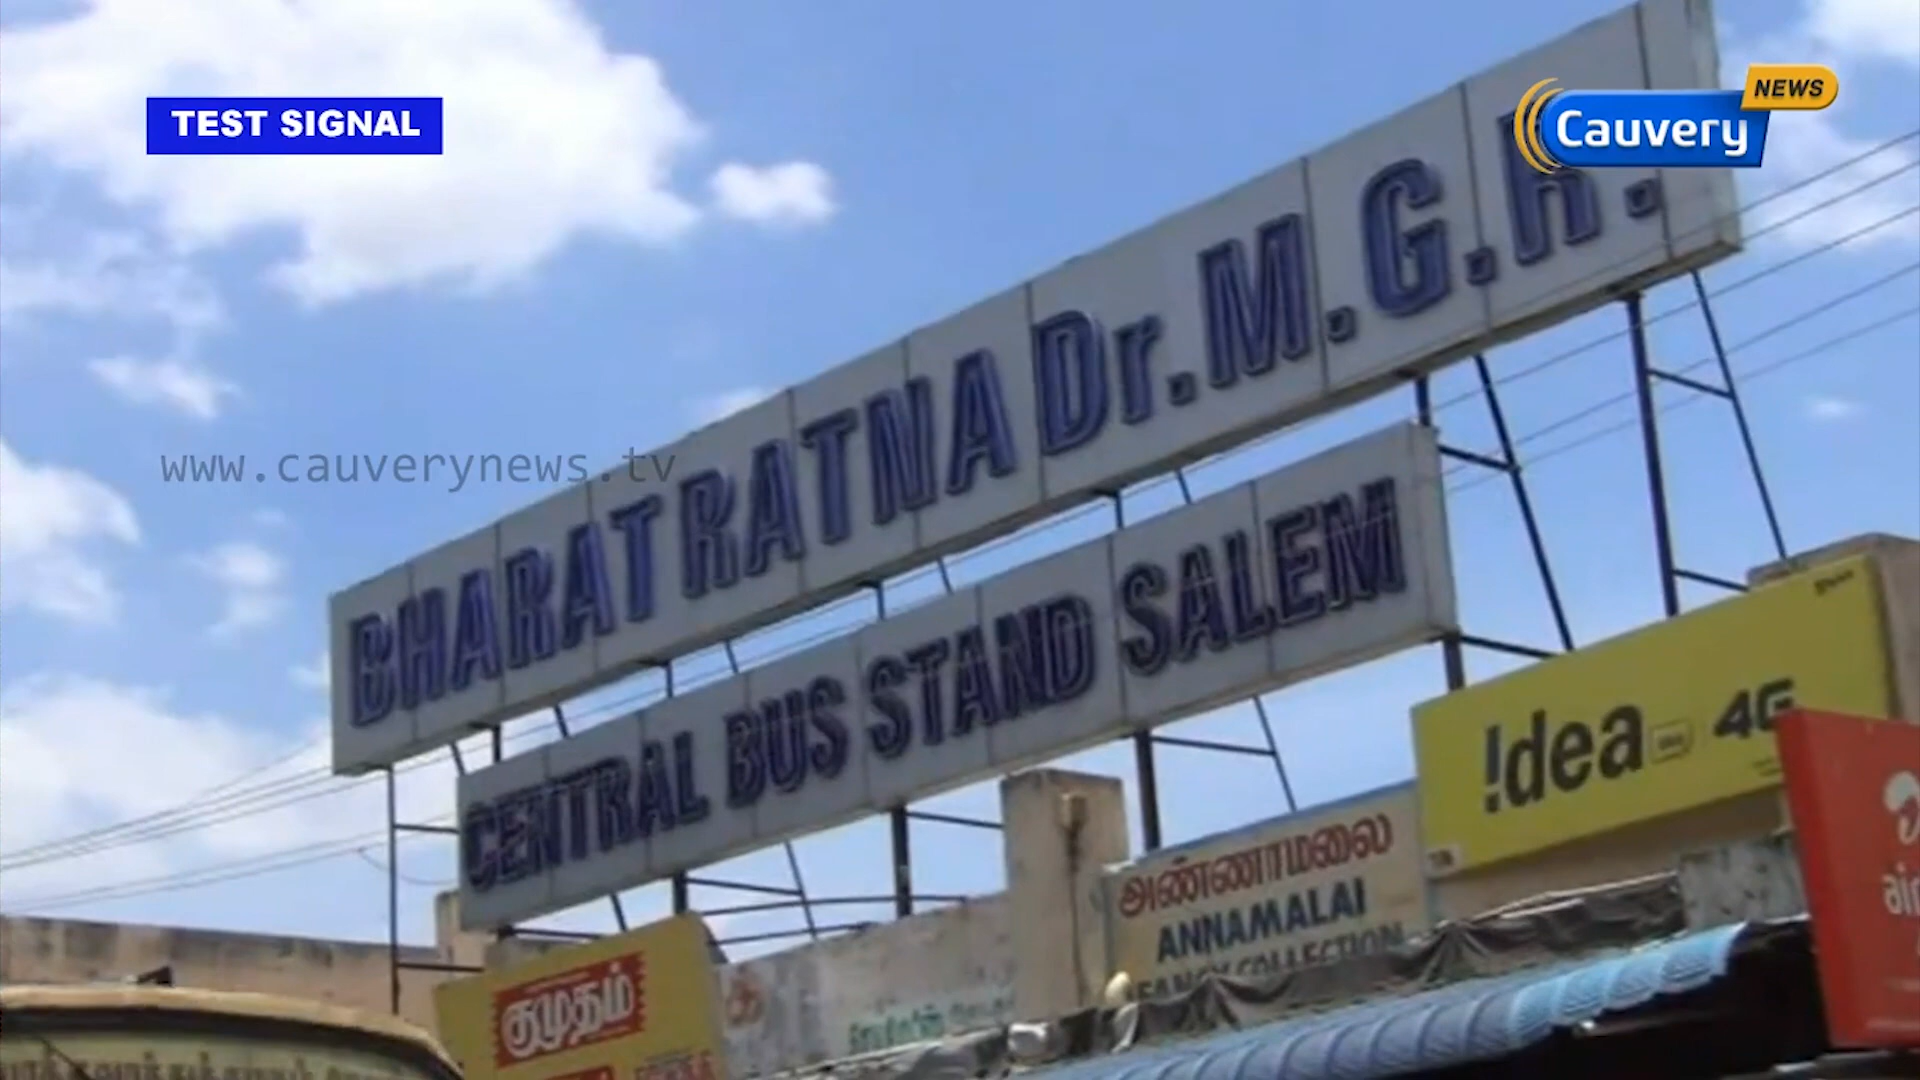 TEST SIGNAL
Cauvery NEWS
www.cauverynews.tv
BHARAT RATNA Dr.M.G.R.
CENTRAL BUS STAND SALEM
!dea 4G
அண்ணாமலை
ANNAMALAI
FANCY COLLECTION
குமுதம்